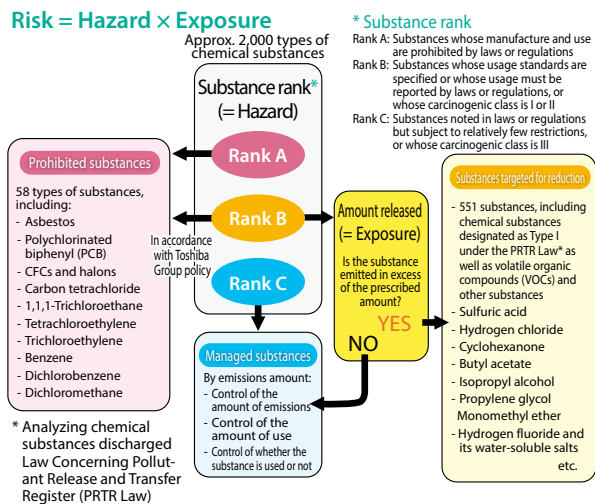 Risk = Hazard × Exposure
Approx. 2,000 types of
chemical substances
* Substance rank
Rank A: Substances whose manufacture and use
are prohibited by laws or regulations
Rank B: Substances whose usage standards are
specified or whose usage must be
reported by laws or regulations, or
whose carcinogenic class is I or II
Rank C: Substances noted in laws or regulations
but subject to relatively few restrictions,
or whose carcinogenic class is III
Substance rank*
(= Hazard)
Rank A
Rank B
Rank C
Prohibited substances
58 types of substances,
including:
- Asbestos
- Polychlorinated
biphenyl (PCB)
- CFCs and halons
- Carbon tetrachloride
- 1,1,1-Trichloroethane
- Tetrachloroethylene
- Trichloroethylene
- Benzene
- Dichlorobenzene
- Dichloromethane
In accordance
with Toshiba
Group policy
Amount released
(= Exposure)
Is the substance
emitted in excess
of the prescribed
amount?
YES
NO
Substances targeted for reduction
- 551 substances, including
chemical substances
designated as Type I
under the PRTR Law* as
well as volatile organic
compounds (VOCs) and
other substances
- Sulfuric acid
- Hydrogen chloride
- Cyclohexanone
- Butyl acetate
- Isopropyl alcohol
- Propylene glycol
Monomethyl ether
- Hydrogen fluoride and
its water-soluble salts
etc.
Managed substances
By emissions amount:
- Control of the
amount of emissions
- Control of the
amount of use
- Control of whether the
substance is used or not
* Analyzing chemical
substances discharged
Law Concerning Pollut-
ant Release and Transfer
Register (PRTR Law)